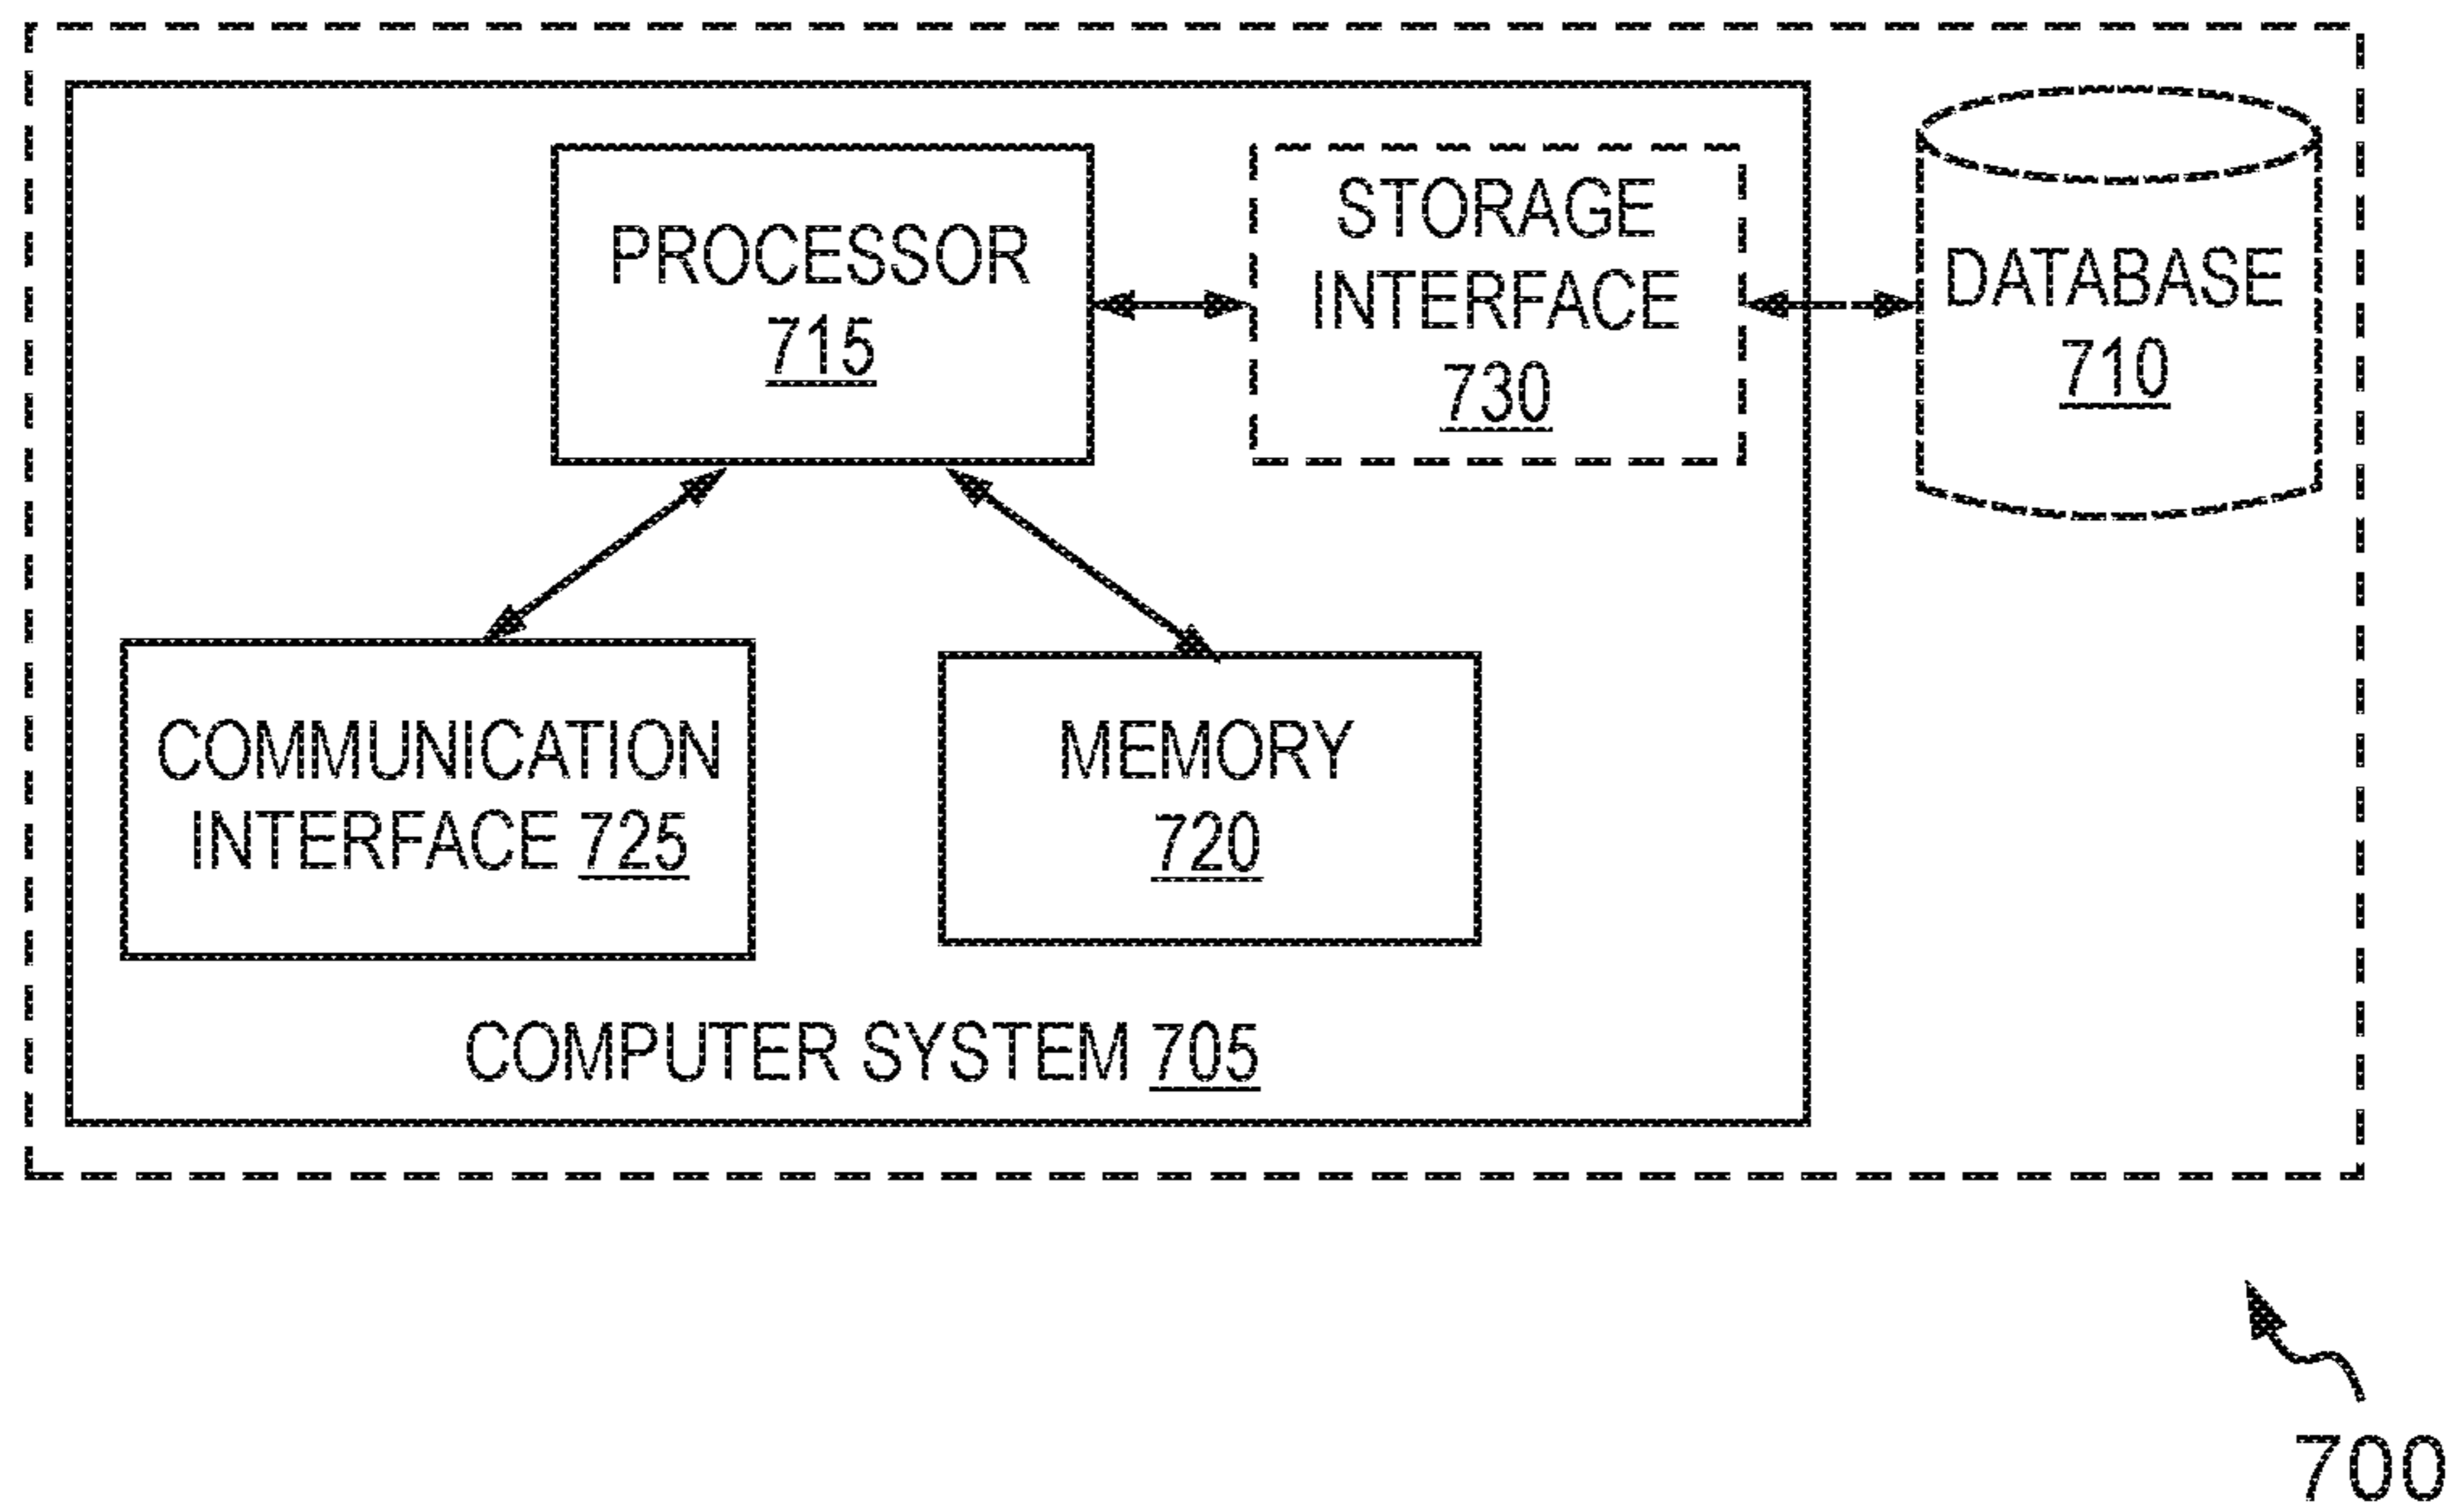 PROCESSOR
715
STORAGE
INTERFACE
730
DATABASE
710
COMMUNICATION
INTERFACE 725
MEMORY
720
COMPUTER SYSTEM 705
700